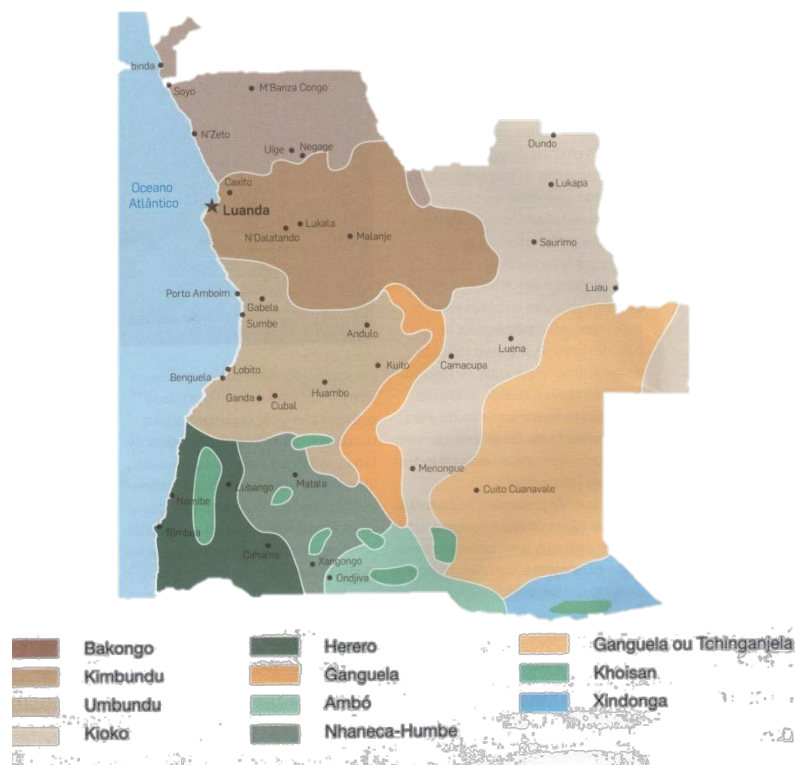 binda
Soyo
M'Banza Congo
N'Zeto
Uíge
Negage
Dundo
Lukapa
Caxito
Oceano
Atlântico
Luanda
Lukala
N'Dalatando
Malanje
Saurimo
Luau
Porto Amboim
Gabela
Sumbe
Andulo
Luena
Camacupa
Kuito
Lobito
Benguela
Huambo
Ganda
Cubal
Menongue
Matala
Lubango
Cuito Cuanavale
Namibe
Tômbua
Cahama
Xangongo
Ondjiva
Bakongo
Kimbundu
Umbundu
Kioko
Herero
Ganguela
Ambó
Nhaneca-Humbe
Ganguela ou Tchinganjela
Khoisan
Xindonga